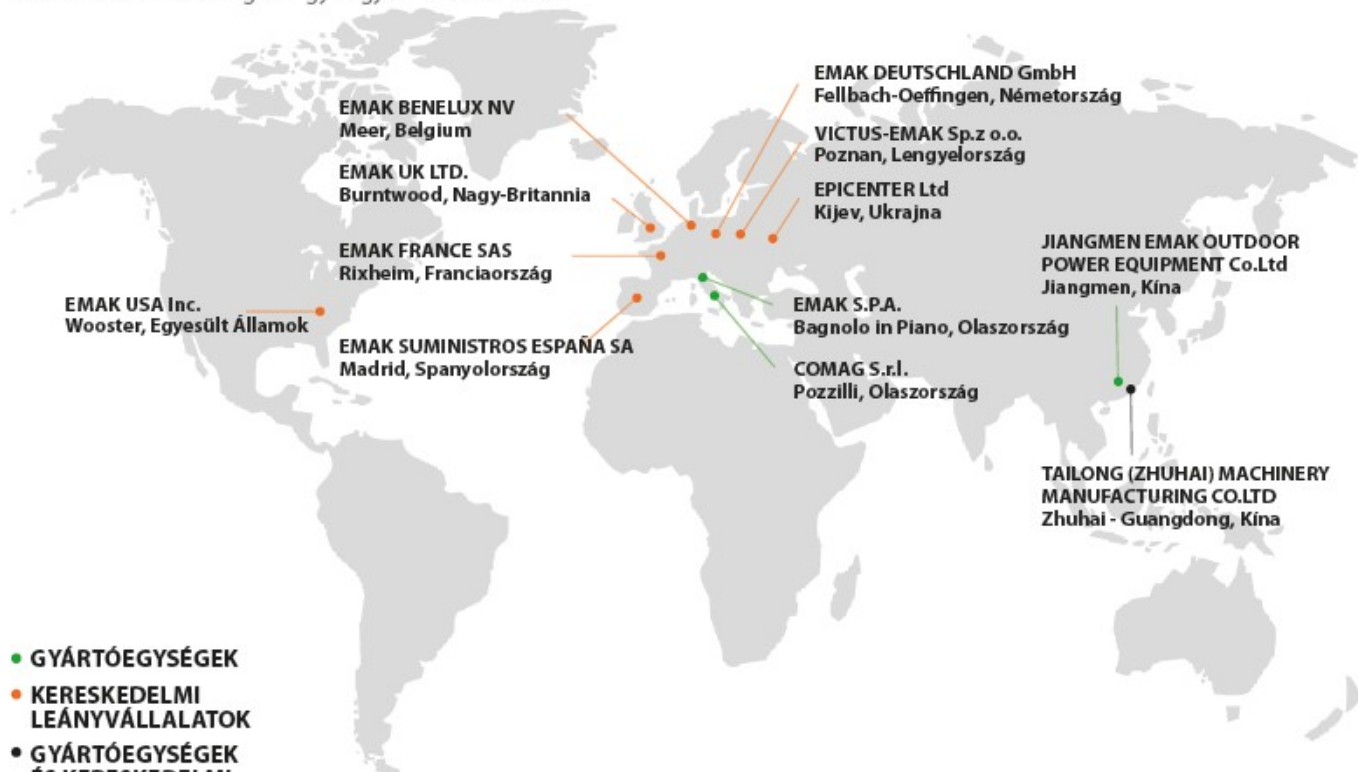 EMAK DEUTSCHLAND GmbH
Fellbach-Oeffingen, Németország
EMAK BENELUX NV
Meer, Belgium
VICTUS-EMAK Sp.z o.o.
Poznan, Lengyelország
EMAK UK LTD.
Burntwood, Nagy-Britannia
EPICENTER Ltd
Kijev, Ukrajna
JIANGMEN EMAK OUTDOOR
POWER EQUIPMENT Co.Ltd
Jiangmen, Kína
EMAK FRANCE SAS
Rixheim, Franciaország
EMAK USA Inc.
Wooster, Egyesült Államok
EMAK S.P.A.
Bagnolo in Piano, Olaszország
EMAK SUMINISTROS ESPAÑA SA
Madrid, Spanyolország
COMAG S.r.l.
Pozzilli, Olaszország
TAILONG (ZHUHAI) MACHINERY
MANUFACTURING CO.LTD
Zhuhai - Guangdong, Kína
GYÁRTÓEGYSÉGEK
KERESKEDELMI
LEÁNYVÁLLALATOK
GYÁRTÓEGYSÉGEK